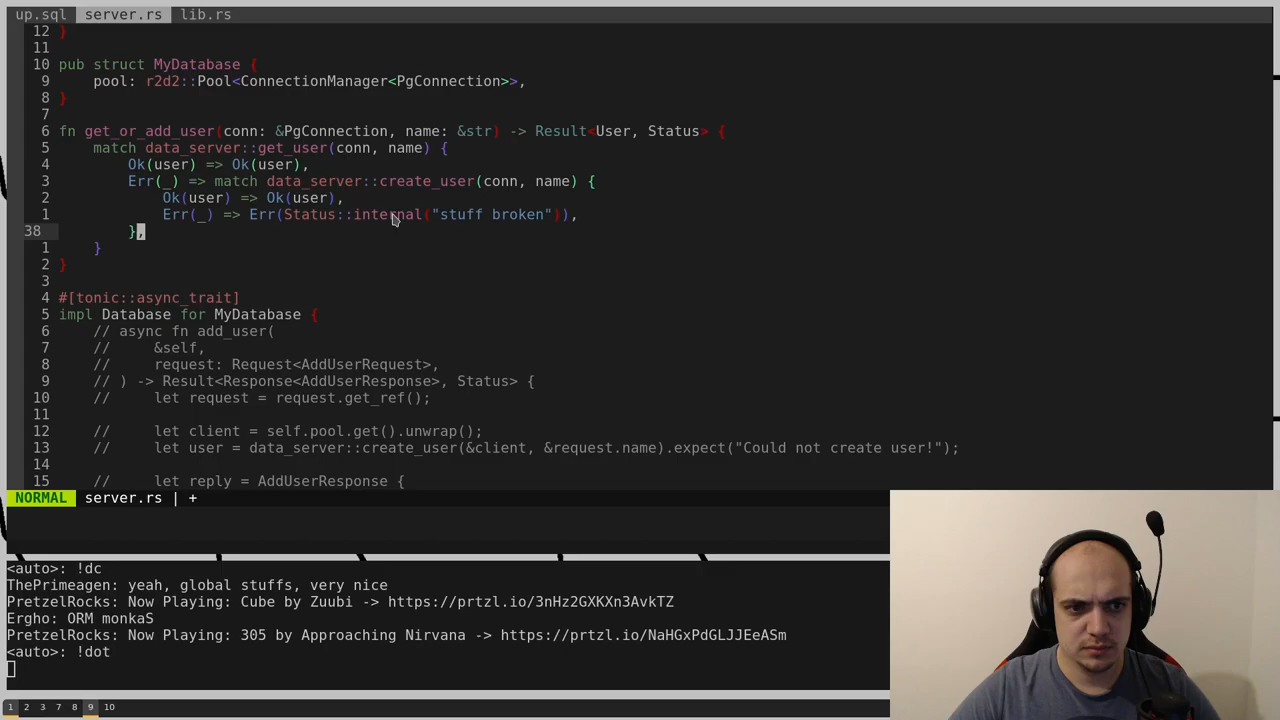 up.sql server.rs lib.rs
12 }
11
10 pub struct MyDatabase {
9 pool: r2d2::Pool<ConnectionManager<PgConnection>>,
8 }
7
6 fn get_or_add_user(conn: &PgConnection, name: &str) -> Result<User, Status> {
5 match data_server::get_user(conn, name) {
4 Ok(user) => Ok(user),
3 Err(_) => match data_server::create_user(conn, name) {
2 Ok(user) => Ok(user),
1 Err(_) => Err(Status::internal("stuff broken")),
38 },
1 }
2 }
3
4 #[tonic::async_trait]
5 impl Database for MyDatabase {
6 // async fn add_user(
7 // &self,
8 // request: Request<AddUserRequest>,
9 // ) -> Result<Response<AddUserResponse>, Status> {
10 // let request = request.get_ref();
11
12 // let client = self.pool.get().unwrap();
13 // let user = data_server::create_user(&client, &request.name).expect("Could not create user!");
14
15 // let reply = AddUserResponse {
NORMAL server.rs | +
<auto>: !dc
ThePrimeagen: yeah, global stuffs, very nice
PretzelRocks: Now Playing: Cube by Zuubi -> https://prtzl.io/3nHz2GXKXn3AvkTZ
Ergho: ORM monkaS
PretzelRocks: Now Playing: 305 by Approaching Nirvana -> https://prtzl.io/NaHGxPdGLJJEeASm
<auto>: !dot
1 2 3 7 8 9 10